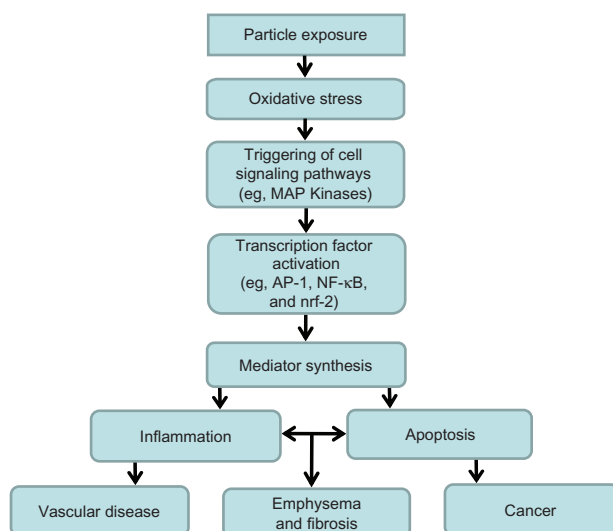 Particle exposure
Oxidative stress
Triggering of cell
signaling pathways
(eg, MAP Kinases)
Transcription factor
activation
(eg, AP-1, NF-κB,
and nrf-2)
Mediator synthesis
Inflammation
Apoptosis
Vascular disease
Emphysema
and fibrosis
Cancer